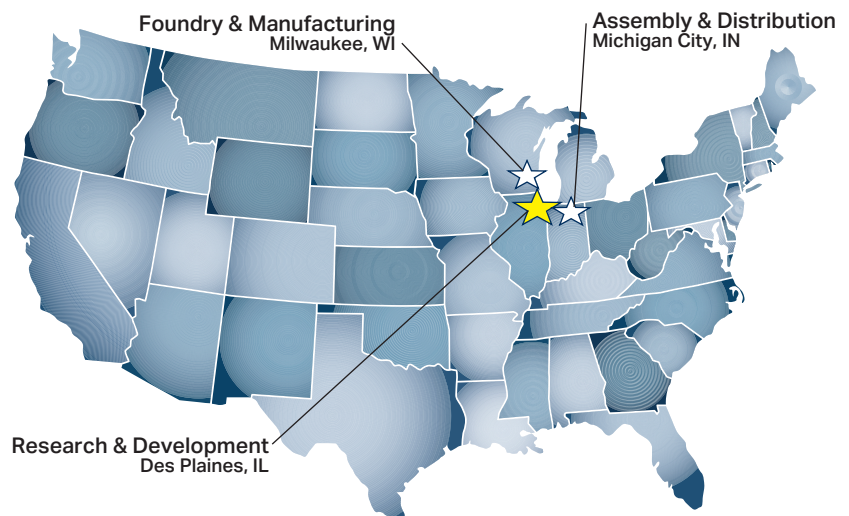 Foundry & Manufacturing
Milwaukee, WI
Assembly & Distribution
Michigan City, IN
Research & Development
Des Plaines, IL